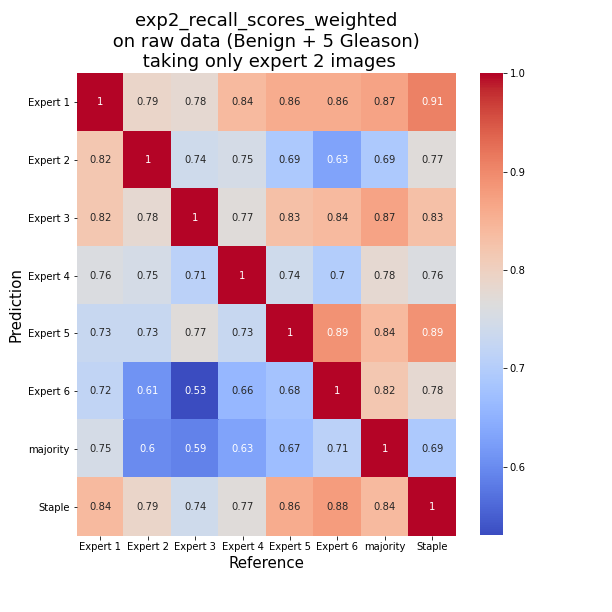 exp2_recall_scores_weighted
on raw data (Benign + 5 Gleason)
taking only expert 2 images
Prediction
Expert 1 1 0.79 0.78 0.84 0.86 0.86 0.87 0.91
Expert 2 0.82 1 0.74 0.75 0.69 0.63 0.69 0.77
Expert 3 0.82 0.78 1 0.77 0.83 0.84 0.87 0.83
Expert 4 0.76 0.75 0.71 1 0.74 0.7 0.78 0.76
Expert 5 0.73 0.73 0.77 0.73 1 0.89 0.84 0.89
Expert 6 0.72 0.61 0.53 0.66 0.68 1 0.82 0.78
majority 0.75 0.6 0.59 0.63 0.67 0.71 1 0.69
Staple 0.84 0.79 0.74 0.77 0.86 0.88 0.84 1
Expert 1 Expert 2 Expert 3 Expert 4 Expert 5 Expert 6 majority Staple
Reference
1.0
0.9
0.8
0.7
0.6